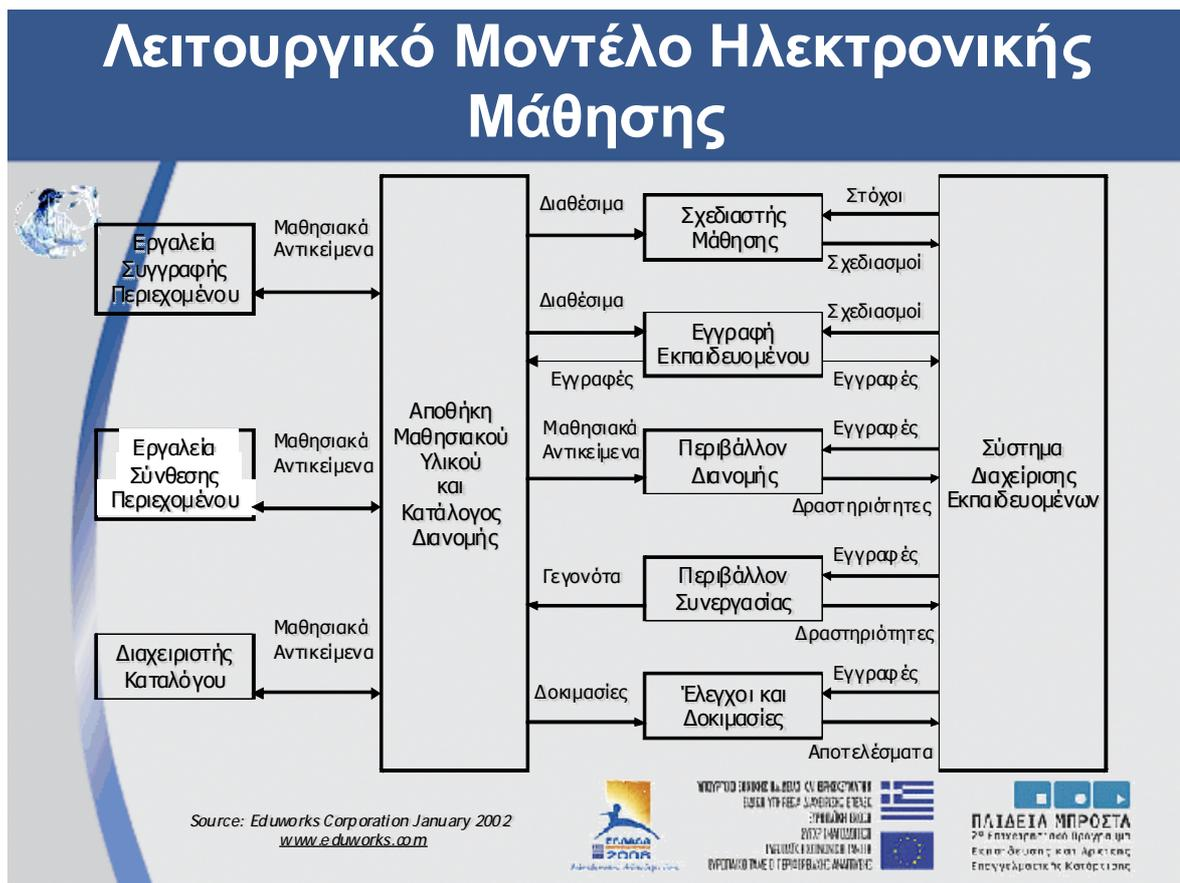 Λειτουργικό Μοντέλο Ηλεκτρονικής
Μάθησης
Εργαλεία
Συγγραφής
Περιεχομένου
Μαθησιακά
Αντικείμενα
Εργαλεία
Σύνθεσης
Περιεχομένου
Μαθησιακά
Αντικείμενα
Διαχειριστής
Καταλόγου
Μαθησιακά
Αντικείμενα
Αποθήκη
Μαθησιακού
Υλικού
και
Κατάλογος
Διανομής
Διαθέσιμα
Σχεδιαστής
Μάθησης
Στόχοι
Σχεδιασμοί
Διαθέσιμα
Εγγραφές
Εγγραφή
Εκπαιδευομένου
Σχεδιασμοί
Εγγραφές
Μαθησιακά
Αντικείμενα
Περιβάλλον
Διανομής
Εγγραφές
Δραστηριότητες
Γεγονότα
Περιβάλλον
Συνεργασίας
Εγγραφές
Δραστηριότητες
Δοκιμασίες
Έλεγχοι και
Δοκιμασίες
Εγγραφές
Αποτελέσματα
Σύστημα
Διαχείρισης
Εκπαιδευομένων
Source: Eduworks Corporation January 2002
www.eduworks.com
ΠΑΙΔΕΙΑ ΜΠΡΟΣΤΑ
2º Επιχειρησιακό Πρόγραμμα
Εκπαίδευσης και Αρχικής
Επαγγελματικής Κατάρτισης